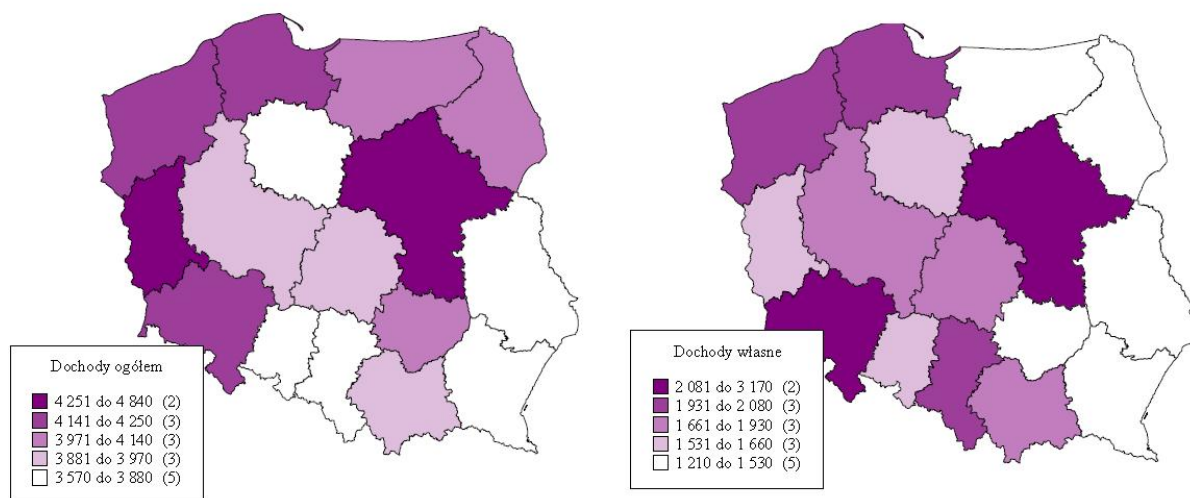 Dochody ogółem
4 251 do 4 840 (2)
4 141 do 4 250 (3)
3 971 do 4 140 (3)
3 881 do 3 970 (3)
3 570 do 3 880 (5)
Dochody własne
2 081 do 3 170 (2)
1 931 do 2 080 (3)
1 661 do 1 930 (3)
1 531 do 1 660 (3)
1 210 do 1 530 (5)